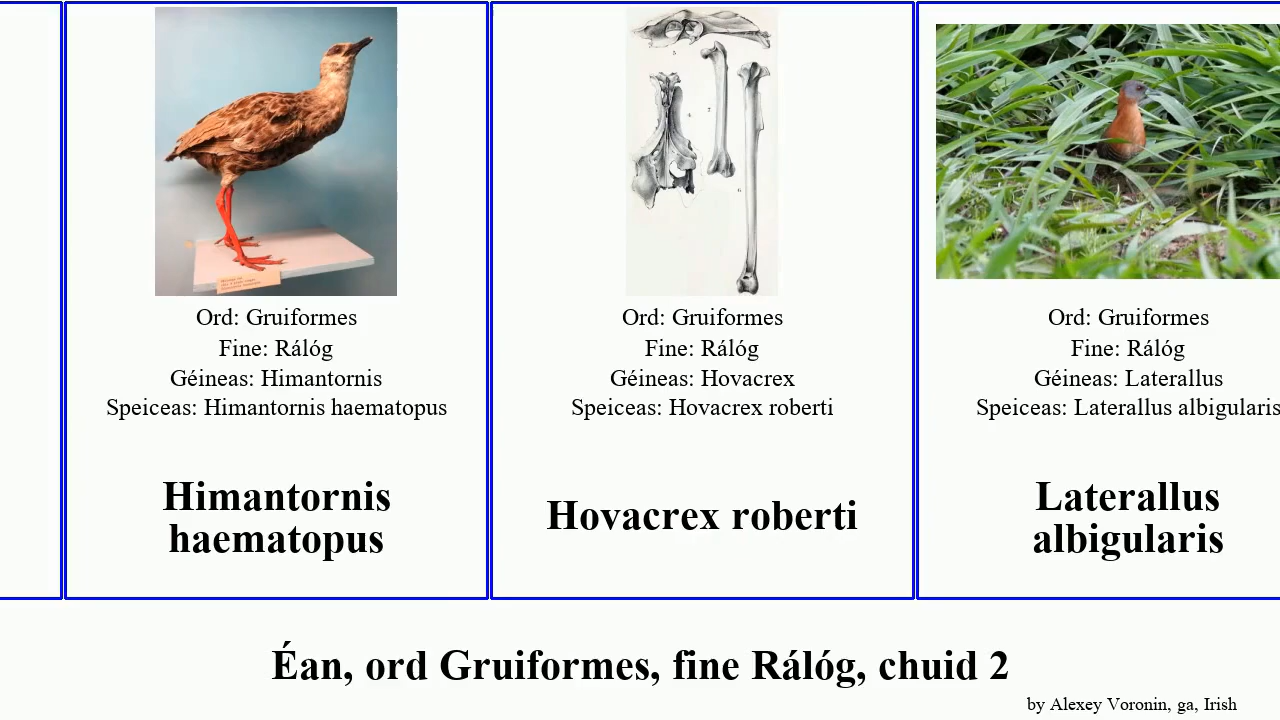 Ord: Gruiformes
Fine: Rálóg
Géineas: Himantornis
Speiceas: Himantornis haematopus
Himantornis
haematopus
Ord: Gruiformes
Fine: Rálóg
Géineas: Hovacrex
Speiceas: Hovacrex roberti
Hovacrex roberti
Ord: Gruiformes
Fine: Rálóg
Géineas: Laterallus
Speiceas: Laterallus albigularis
Laterallus
albigularis
Éan, ord Gruiformes, fine Rálóg, chuid 2
by Alexey Voronin, ga, Irish